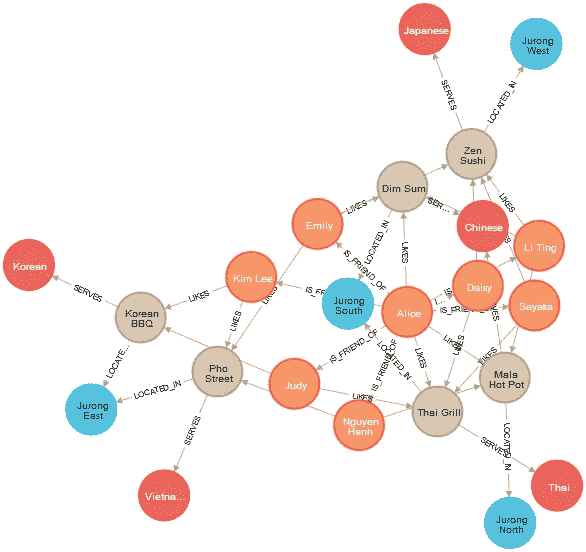 Japanese
Jurong
West
SERVES
LOCATED_IN
Zen
Sushi
Dim Sum
SER...
LIKES
Emily
LOCATED_IN
LIKES
Chinese
Li Ting
Korean
SERVES
Korean
BBQ
LIKES
Kim Lee
LIKES
LIKES
IS_FRIEND_OF
Jurong
South
Alice
Daisy
Sayaka
LOCATE...
Jurong
East
LOCATED_IN
Pho
Street
IS_FRIEND_OF
Judy
LIKES
IS_FRIEND_OF
Nguyen
Hanh
LOCATED_IN
LIKES
Thai Grill
LIKES
LIKES
LIKES
Mala
Hot Pot
SERVES
Vietna...
SERVES
Thai
LOCATED_IN
Jurong
North